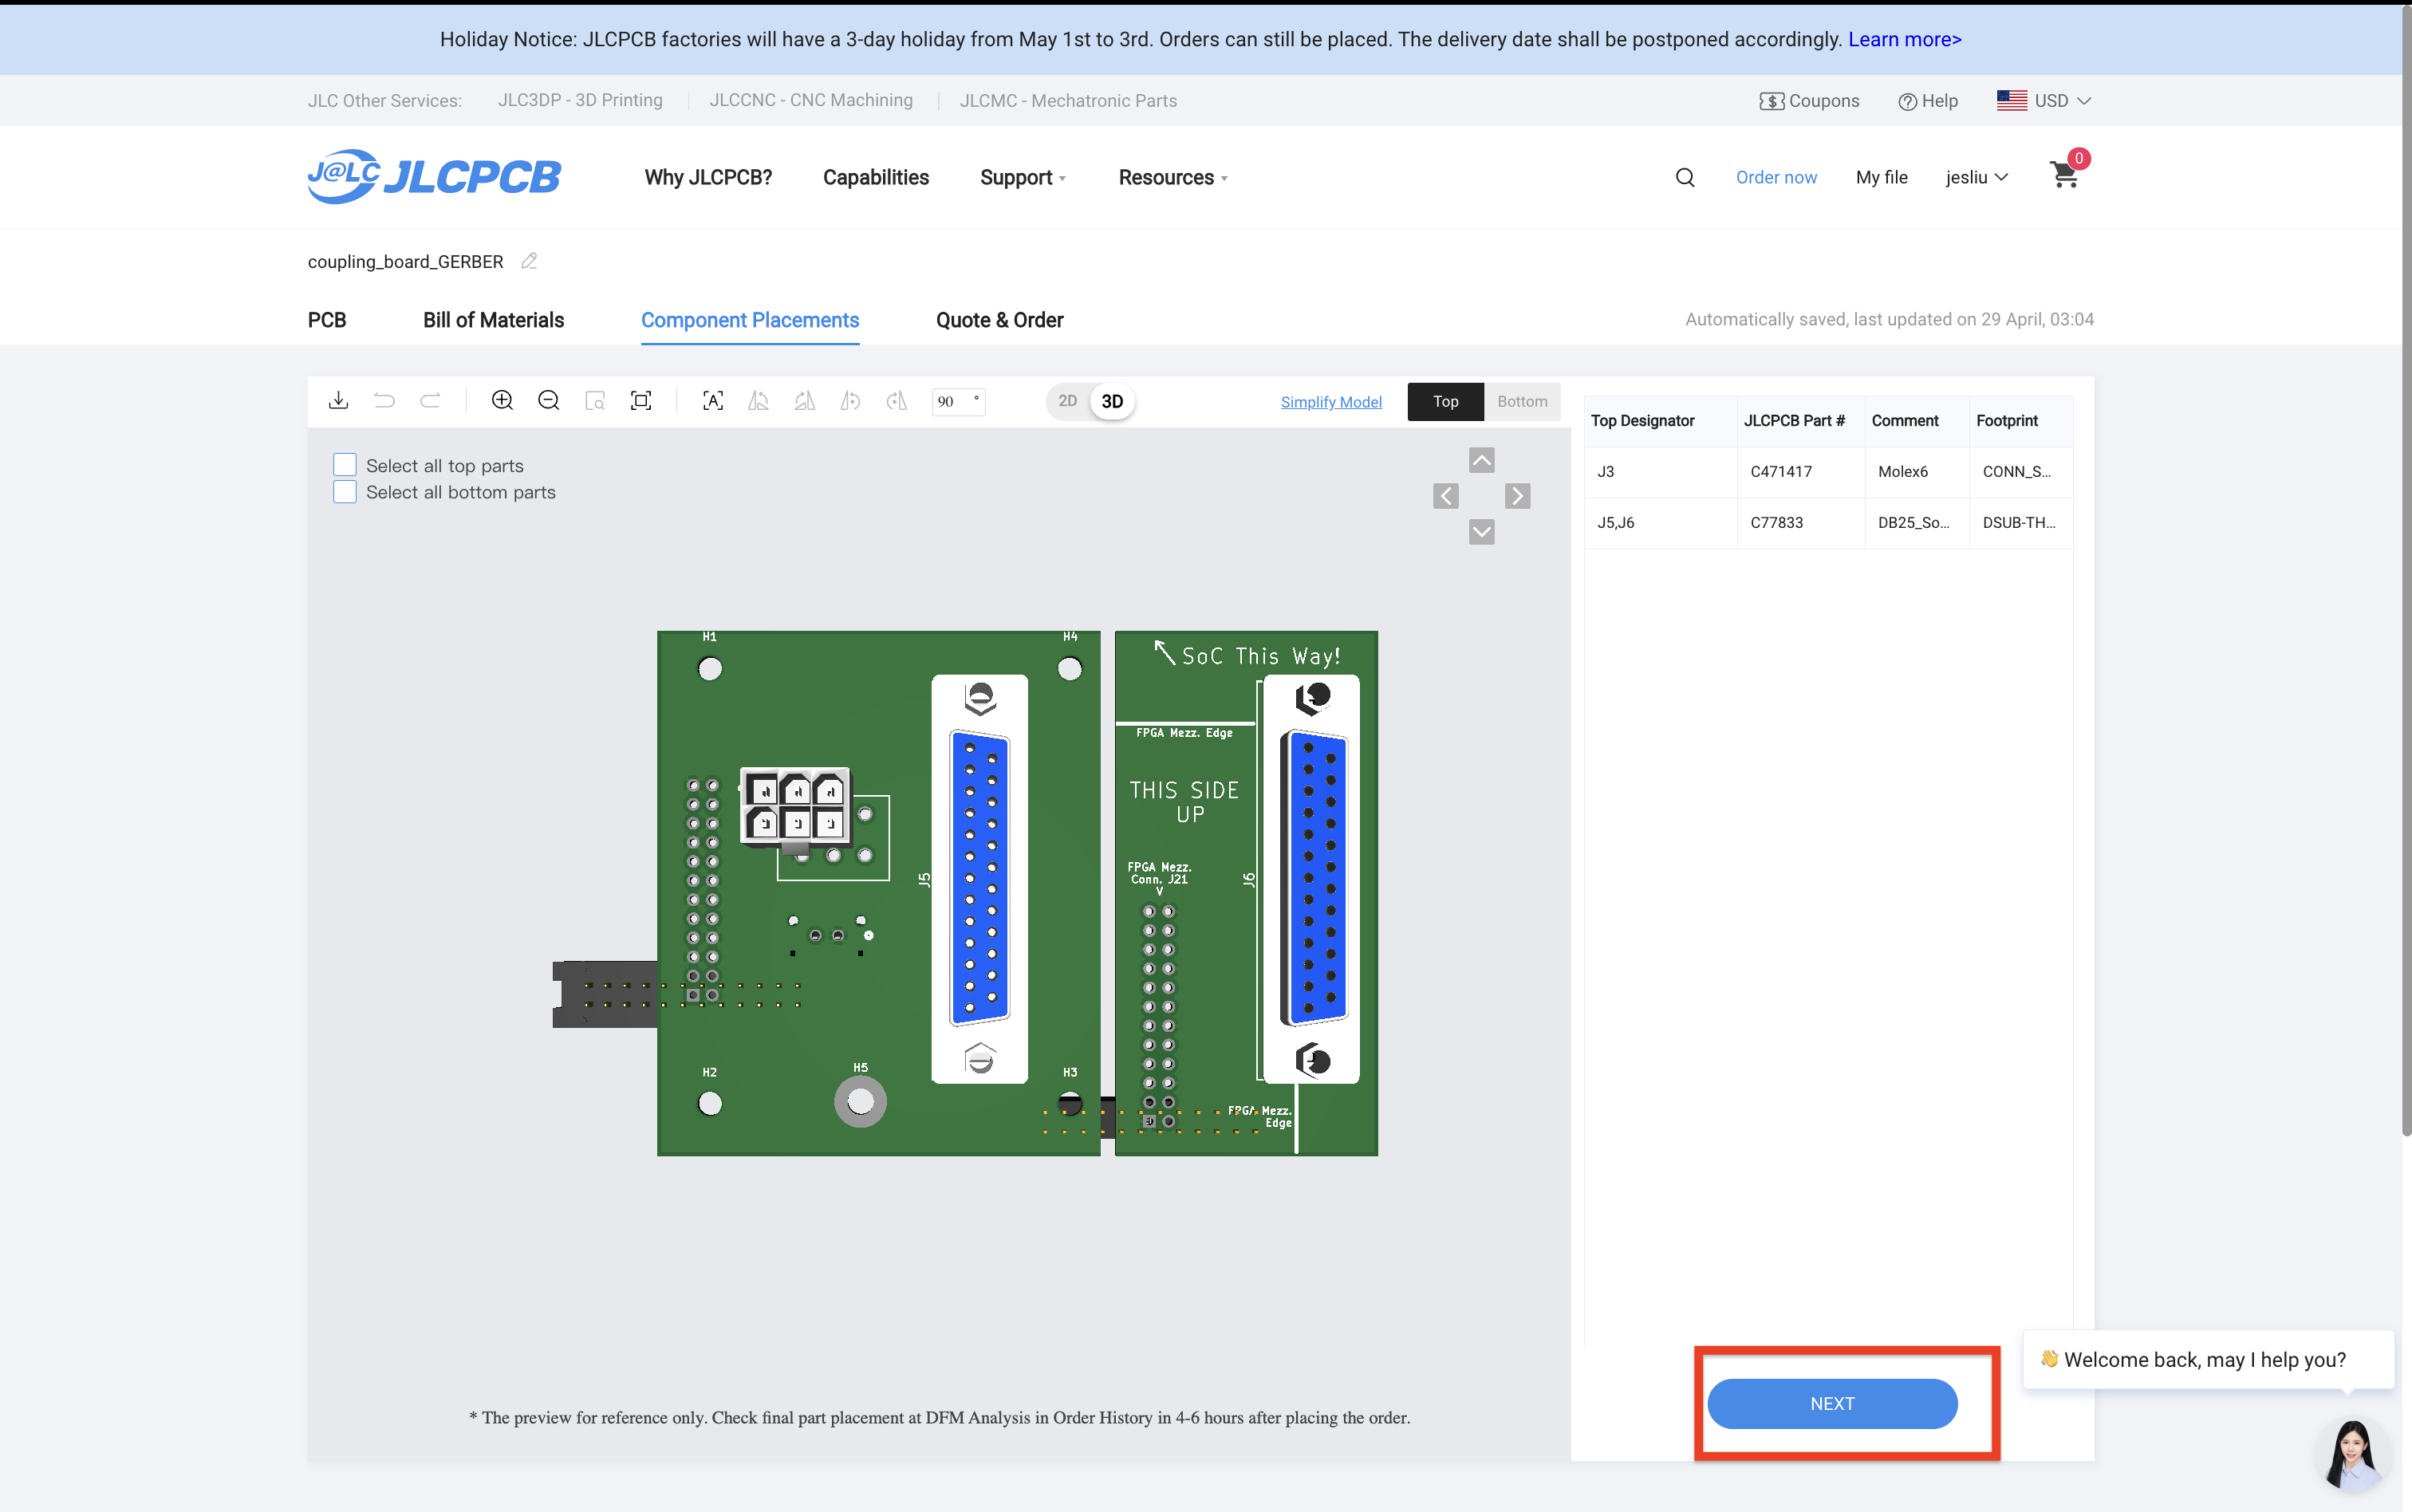 Holiday Notice: JLCPCB factories will have a 3-day holiday from May 1st to 3rd. Orders can still be placed. The delivery date shall be postponed accordingly. Learn more>
JLC Other Services: JLC3DP - 3D Printing JLCCNC - CNC Machining JLCMC - Mechatronic Parts
Coupons Help USD
J@LC JLCPCB
Why JLCPCB? Capabilities Support Resources
Order now My file jesliu 0
coupling_board_GERBER
PCB Bill of Materials Component Placements Quote & Order
Automatically saved, last updated on 29 April, 03:04
90 ° 2D 3D Simplify Model Top Bottom
Select all top parts
Select all bottom parts
Top Designator JLCPCB Part # Comment Footprint
J3 C471417 Molex6 CONN_S...
J5,J6 C77833 DB25_So... DSUB-TH...
H1
H4
SoC This Way!
FPGA Mezz. Edge
THIS SIDE
UP
FPGA Mezz.
Conn. J21
V
J5
J6
H2
H5
H3
FPGA Mezz.
Edge
* The preview for reference only. Check final part placement at DFM Analysis in Order History in 4-6 hours after placing the order.
NEXT
👋 Welcome back, may I help you?